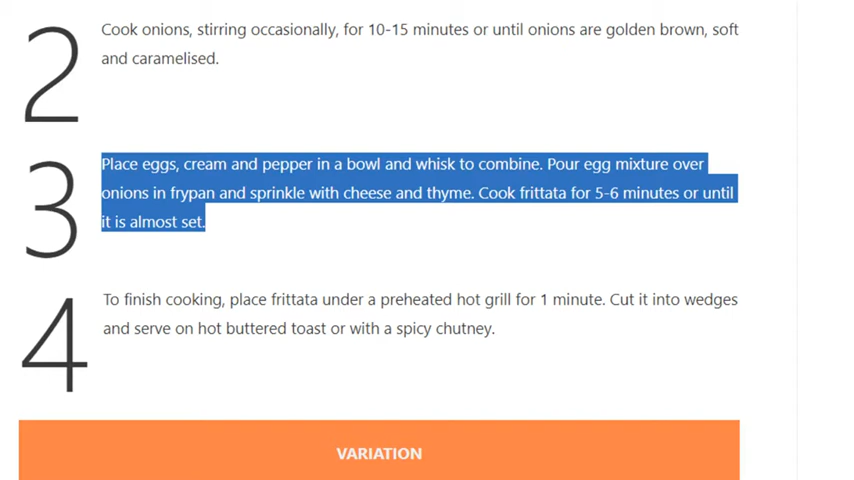 2
Cook onions, stirring occasionally, for 10-15 minutes or until onions are golden brown, soft
and caramelised.
3
Place eggs, cream and pepper in a bowl and whisk to combine. Pour egg mixture over
onions in frypan and sprinkle with cheese and thyme. Cook frittata for 5-6 minutes or until
it is almost set.
4
To finish cooking, place frittata under a preheated hot grill for 1 minute. Cut it into wedges
and serve on hot buttered toast or with a spicy chutney.
VARIATION